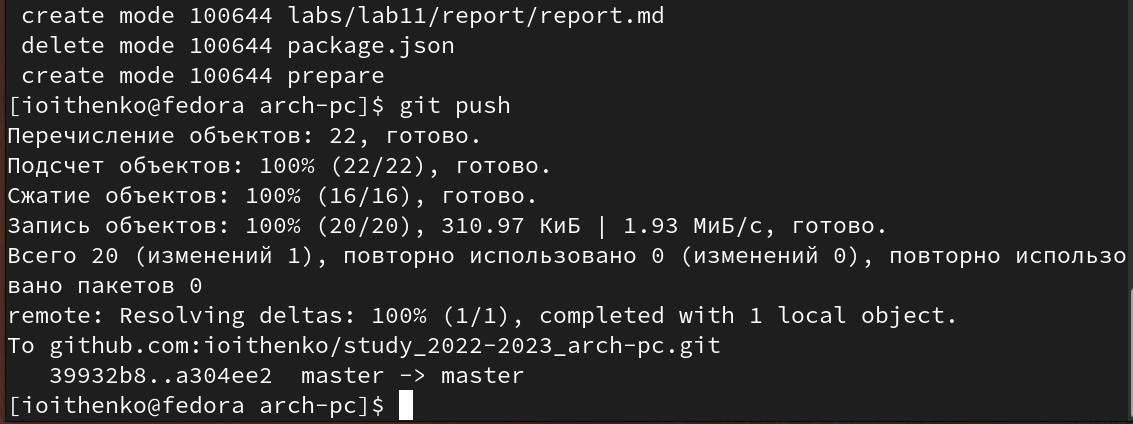 create mode 100644 labs/lab11/report/report.md
delete mode 100644 package.json
create mode 100644 prepare
[ioithenko@fedora arch-pc]$ git push
Перечисление объектов: 22, готово.
Подсчет объектов: 100% (22/22), готово.
Сжатие объектов: 100% (16/16), готово.
Запись объектов: 100% (20/20), 310.97 КиБ | 1.93 МиБ/с, готово.
Всего 20 (изменений 1), повторно использовано 0 (изменений 0), повторно использо
вано пакетов 0
remote: Resolving deltas: 100% (1/1), completed with 1 local object.
To github.com:ioithenko/study_2022-2023_arch-pc.git
39932b8..a304ee2  master -> master
[ioithenko@fedora arch-pc]$